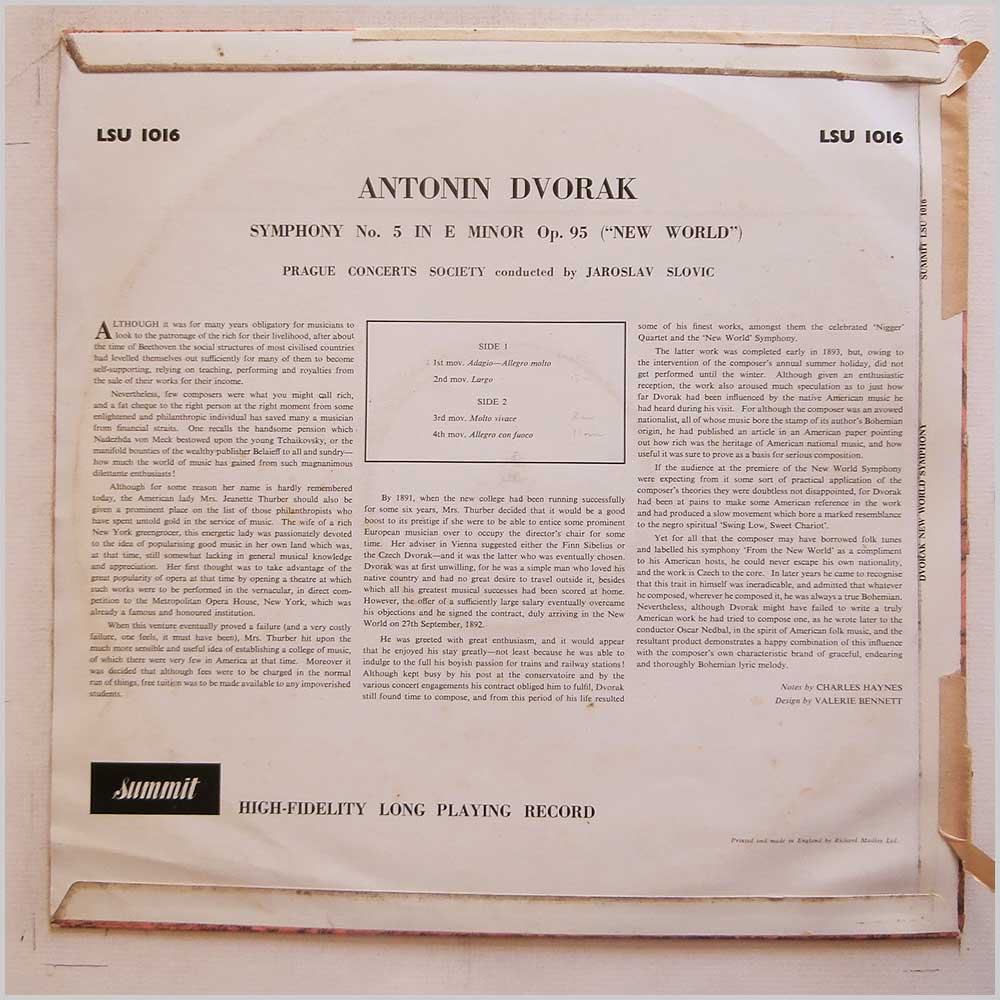 LSU 1016
LSU 1016
ANTONIN DVORAK
SYMPHONY No. 5 IN E MINOR Op. 95 (“NEW WORLD”)
PRAGUE CONCERTS SOCIETY conducted by JAROSLAV SLOVIC
ALTHOUGH it was for many years obligatory for musicians to
look to the patronage of the rich for their livelihood, after about
the time of Beethoven the social structures of most civilised countries
had levelled themselves out sufficiently for many of them to become
self-supporting, relying on teaching, performing and royalties from
the sale of their works for their income.
Nevertheless, few composers were what you might call rich,
and a fat cheque to the right person at the right moment from some
enlightened and philanthropic individual has saved many a musician
from financial straits. One recalls the handsome pension which
Nadezhda von Meck bestowed upon the young Tchaikovsky, or the
manifold bounties of the wealthy publisher Belaieff to all and sundry—
how much the world of music has gained from such magnanimous
dilettante enthusiasts!
Although for some reason her name is hardly remembered
today, the American lady Mrs. Jeanette Thurber should also be
given a prominent place on the list of those philanthropists who
have spent untold gold in the service of music. The wife of a rich
New York greengrocer, this energetic lady was passionately devoted
to the idea of popularising good music in her own land which was,
at that time, still somewhat lacking in general musical knowledge
and appreciation. Her first thought was to take advantage of the
great popularity of opera at that time by opening a theatre at which
such works were to be performed in the vernacular, in direct com-
petition to the Metropolitan Opera House, New York, which was
already a famous and honoured institution.
When this venture eventually proved a failure (and a very costly
failure, one feels, it must have been), Mrs. Thurber hit upon the
much more sensible and useful idea of establishing a college of music,
of which there were very few in America at that time. Moreover it
was decided that although fees were to be charged in the normal
run of things, free tuition was to be made available to any impoverished
students.
SIDE 1
1st mov. Adagio—Allegro molto
2nd mov. Largo
SIDE 2
3rd mov. Molto vivace
4th mov. Allegro con fuoco
By 1891, when the new college had been running successfully
for some six years, Mrs. Thurber decided that it would be a good
boost to its prestige if she were to be able to entice some prominent
European musician over to occupy the director's chair for some
time. Her adviser in Vienna suggested either the Finn Sibelius or
the Czech Dvorak—and it was the latter who was eventually chosen.
Dvorak was at first unwilling, for he was a simple man who loved his
native country and had no great desire to travel outside it, besides
which all his greatest musical successes had been scored at home.
However, the offer of a sufficiently large salary eventually overcame
his objections and he signed the contract, duly arriving in the New
World on 27th September, 1892.
He was greeted with great enthusiasm, and it would appear
that he enjoyed his stay greatly—not least because he was able to
indulge to the full his boyish passion for trains and railway stations!
Although kept busy by his post at the conservatoire and by the
various concert engagements his contract obliged him to fulfil, Dvorak
still found time to compose, and from this period of his life resulted
some of his finest works, amongst them the celebrated ‘Nigger’
Quartet and the ‘New World’ Symphony.
The latter work was completed early in 1893, but, owing to
the intervention of the composer's annual summer holiday, did not
get performed until the winter. Although given an enthusiastic
reception, the work also aroused much speculation as to just how
far Dvorak had been influenced by the native American music he
had heard during his visit. For although the composer was an avowed
nationalist, all of whose music bore the stamp of its author's Bohemian
origin, he had published an article in an American paper pointing
out how rich was the heritage of American national music, and how
useful it was sure to prove as a basis for serious composition.
If the audience at the premiere of the New World Symphony
were expecting from it some sort of practical application of the
composer's theories they were doubtless not disappointed, for Dvorak
had been at pains to make some American reference in the work
and had produced a slow movement which bore a marked resemblance
to the negro spiritual ‘Swing Low, Sweet Chariot’.
Yet for all that the composer may have borrowed folk tunes
and labelled his symphony ‘From the New World’ as a compliment
to his American hosts, he could never escape his own nationality,
and the work is Czech to the core. In later years he came to recognise
that this trait in himself was ineradicable, and admitted that whatever
he composed, wherever he composed it, he was always a true Bohemian.
Nevertheless, although Dvorak might have failed to write a truly
American work he had tried to compose one, as he wrote later to the
conductor Oscar Nedbal, in the spirit of American folk music, and the
resultant product demonstrates a happy combination of this influence
with the composer's own characteristic brand of graceful, endearing
and thoroughly Bohemian lyric melody.
Notes by CHARLES HAYNES
Design by VALERIE BENNETT
SUMMIT LSU 1016
DVORAK NEW WORLD SYMPHONY
Summit
HIGH-FIDELITY LONG PLAYING RECORD
Printed and made in England by Richard Madley Ltd.